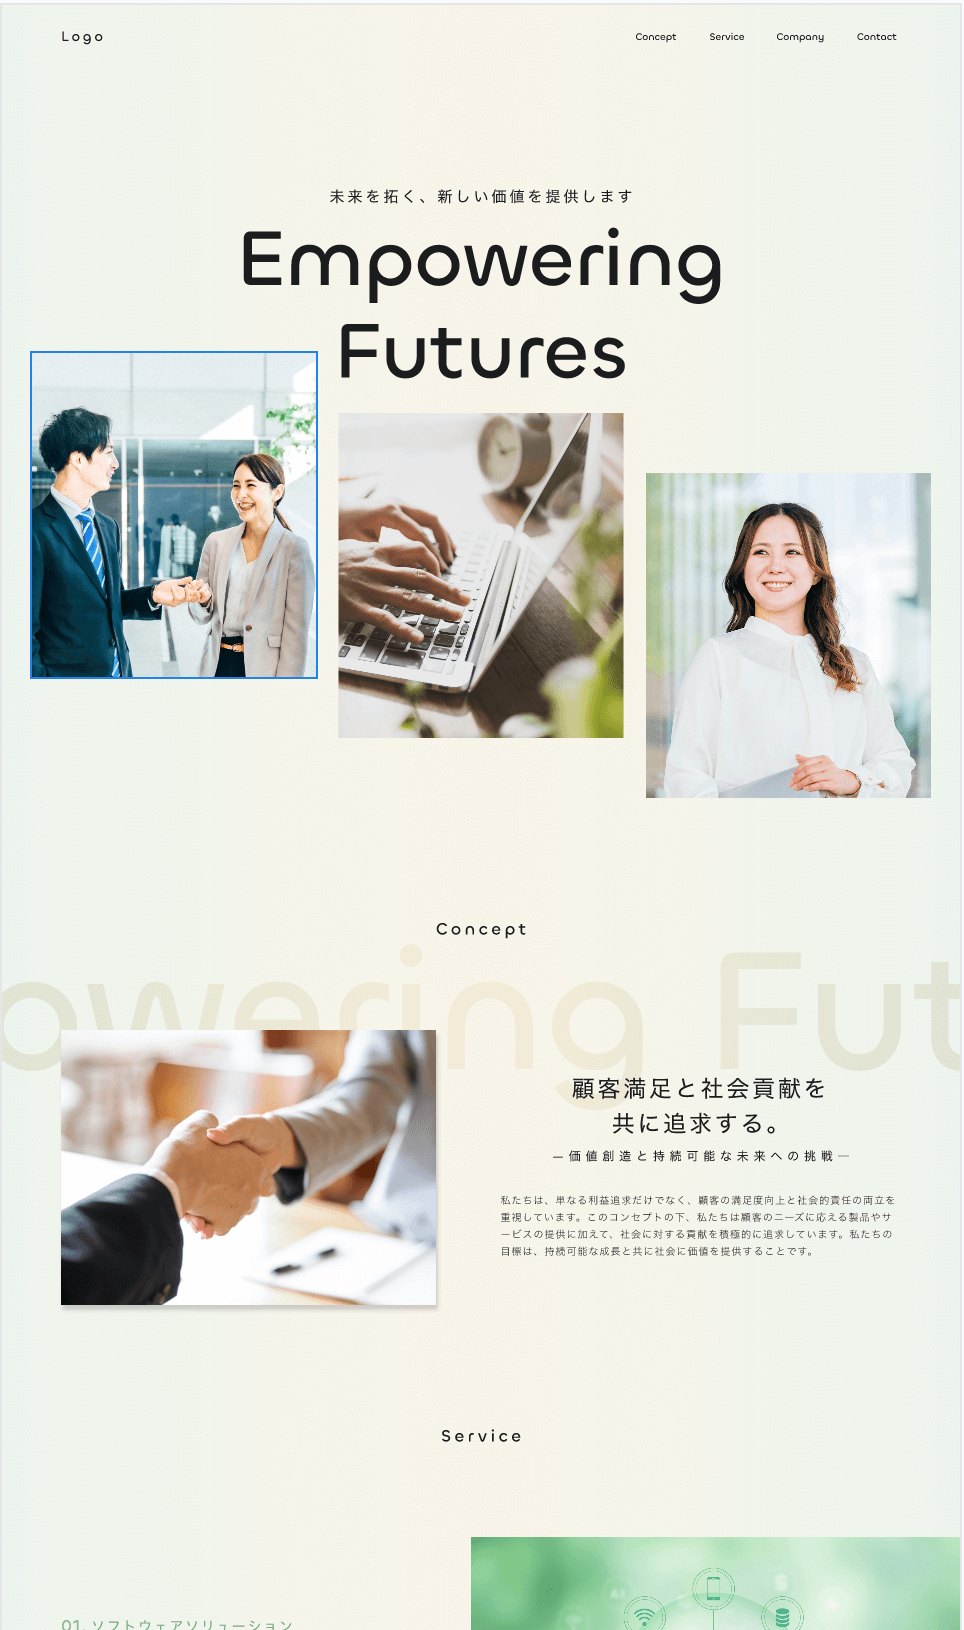 Logo
Concept Service Company Contact
未来を拓く、新しい価値を提供します
Empowering
Futures
Concept
owering Fut
顧客満足と社会貢献を
共に追求する。
—価値創造と持続可能な未来への挑戦—
私たちは、単なる利益追求だけでなく、顧客の満足度向上と社会的責任の両立を
重視しています。このコンセプトの下、私たちは顧客のニーズに応える製品やサ
ービスの提供に加えて、社会に対する貢献を積極的に追求しています。私たちの
目標は、持続可能な成長と共に社会に価値を提供することです。
Service
01. ソフトウェアソリューション